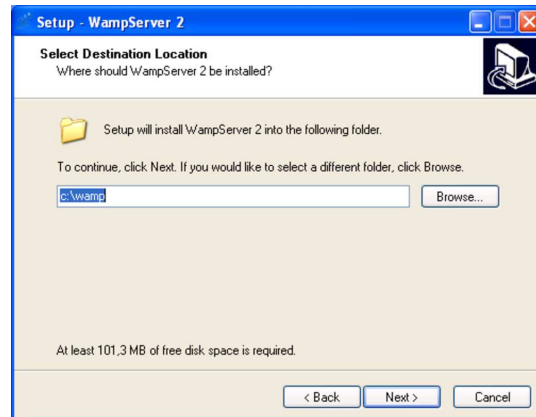 Setup - WampServer 2
Select Destination Location
Where should WampServer 2 be installed?
Setup will install WampServer 2 into the following folder.
To continue, click Next. If you would like to select a different folder, click Browse.
c:\wamp
Browse...
At least 101,3 MB of free disk space is required.
< Back
Next >
Cancel